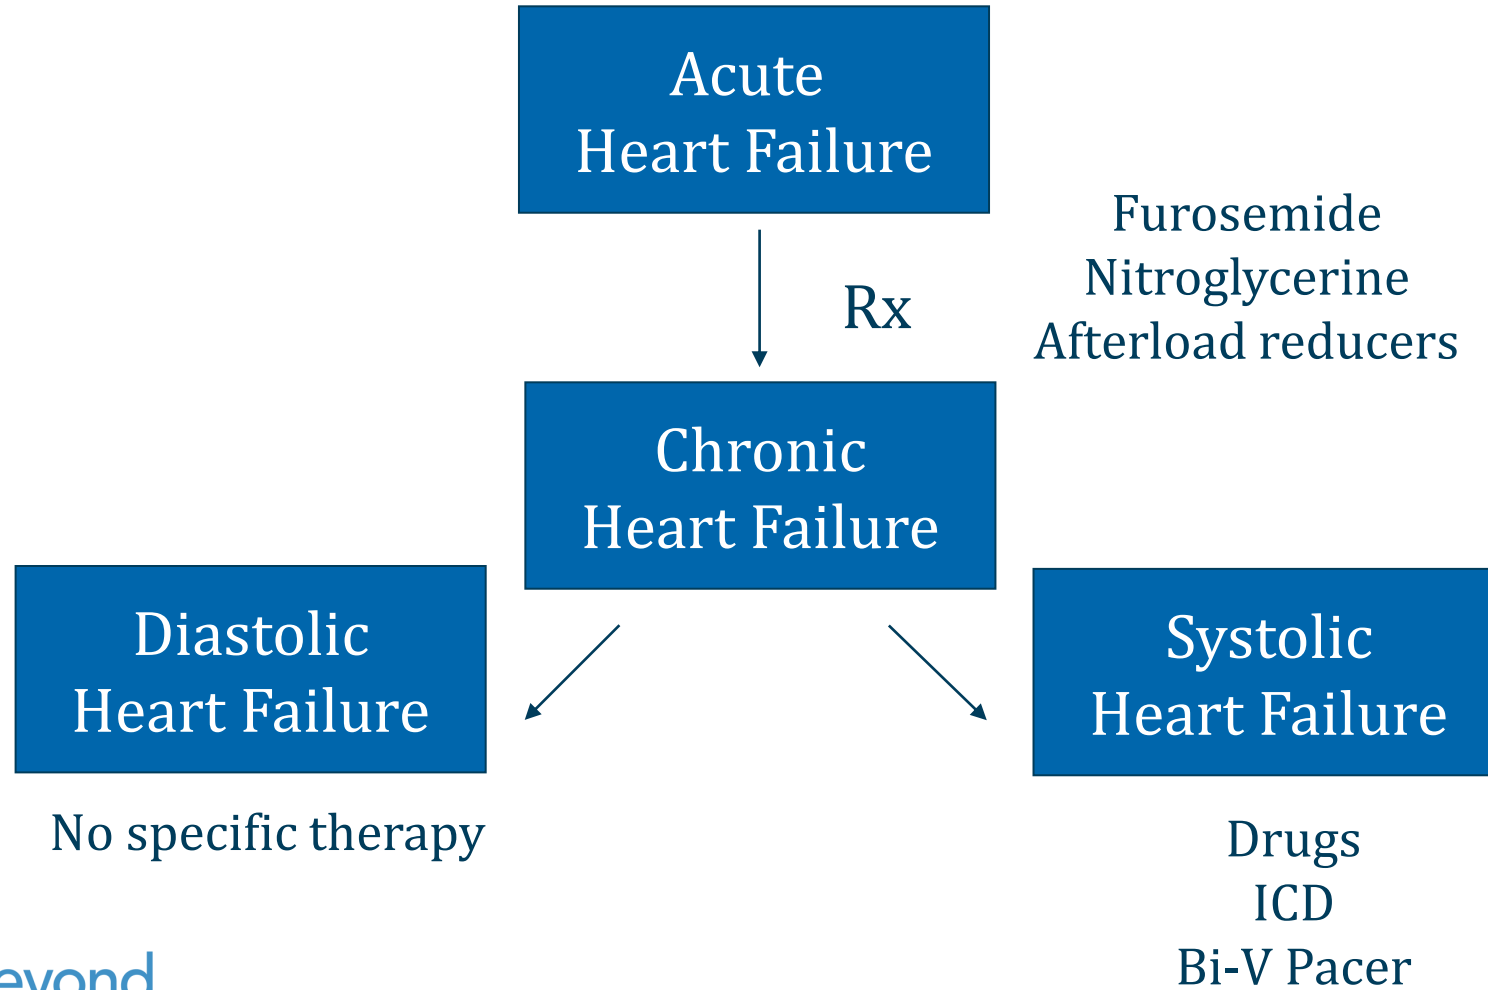 Acute
Heart Failure
Furosemide
Nitroglycerine
Afterload reducers
Rx
Chronic
Heart Failure
Diastolic
Heart Failure
No specific therapy
Systolic
Heart Failure
Drugs
ICD
Bi-V Pacer